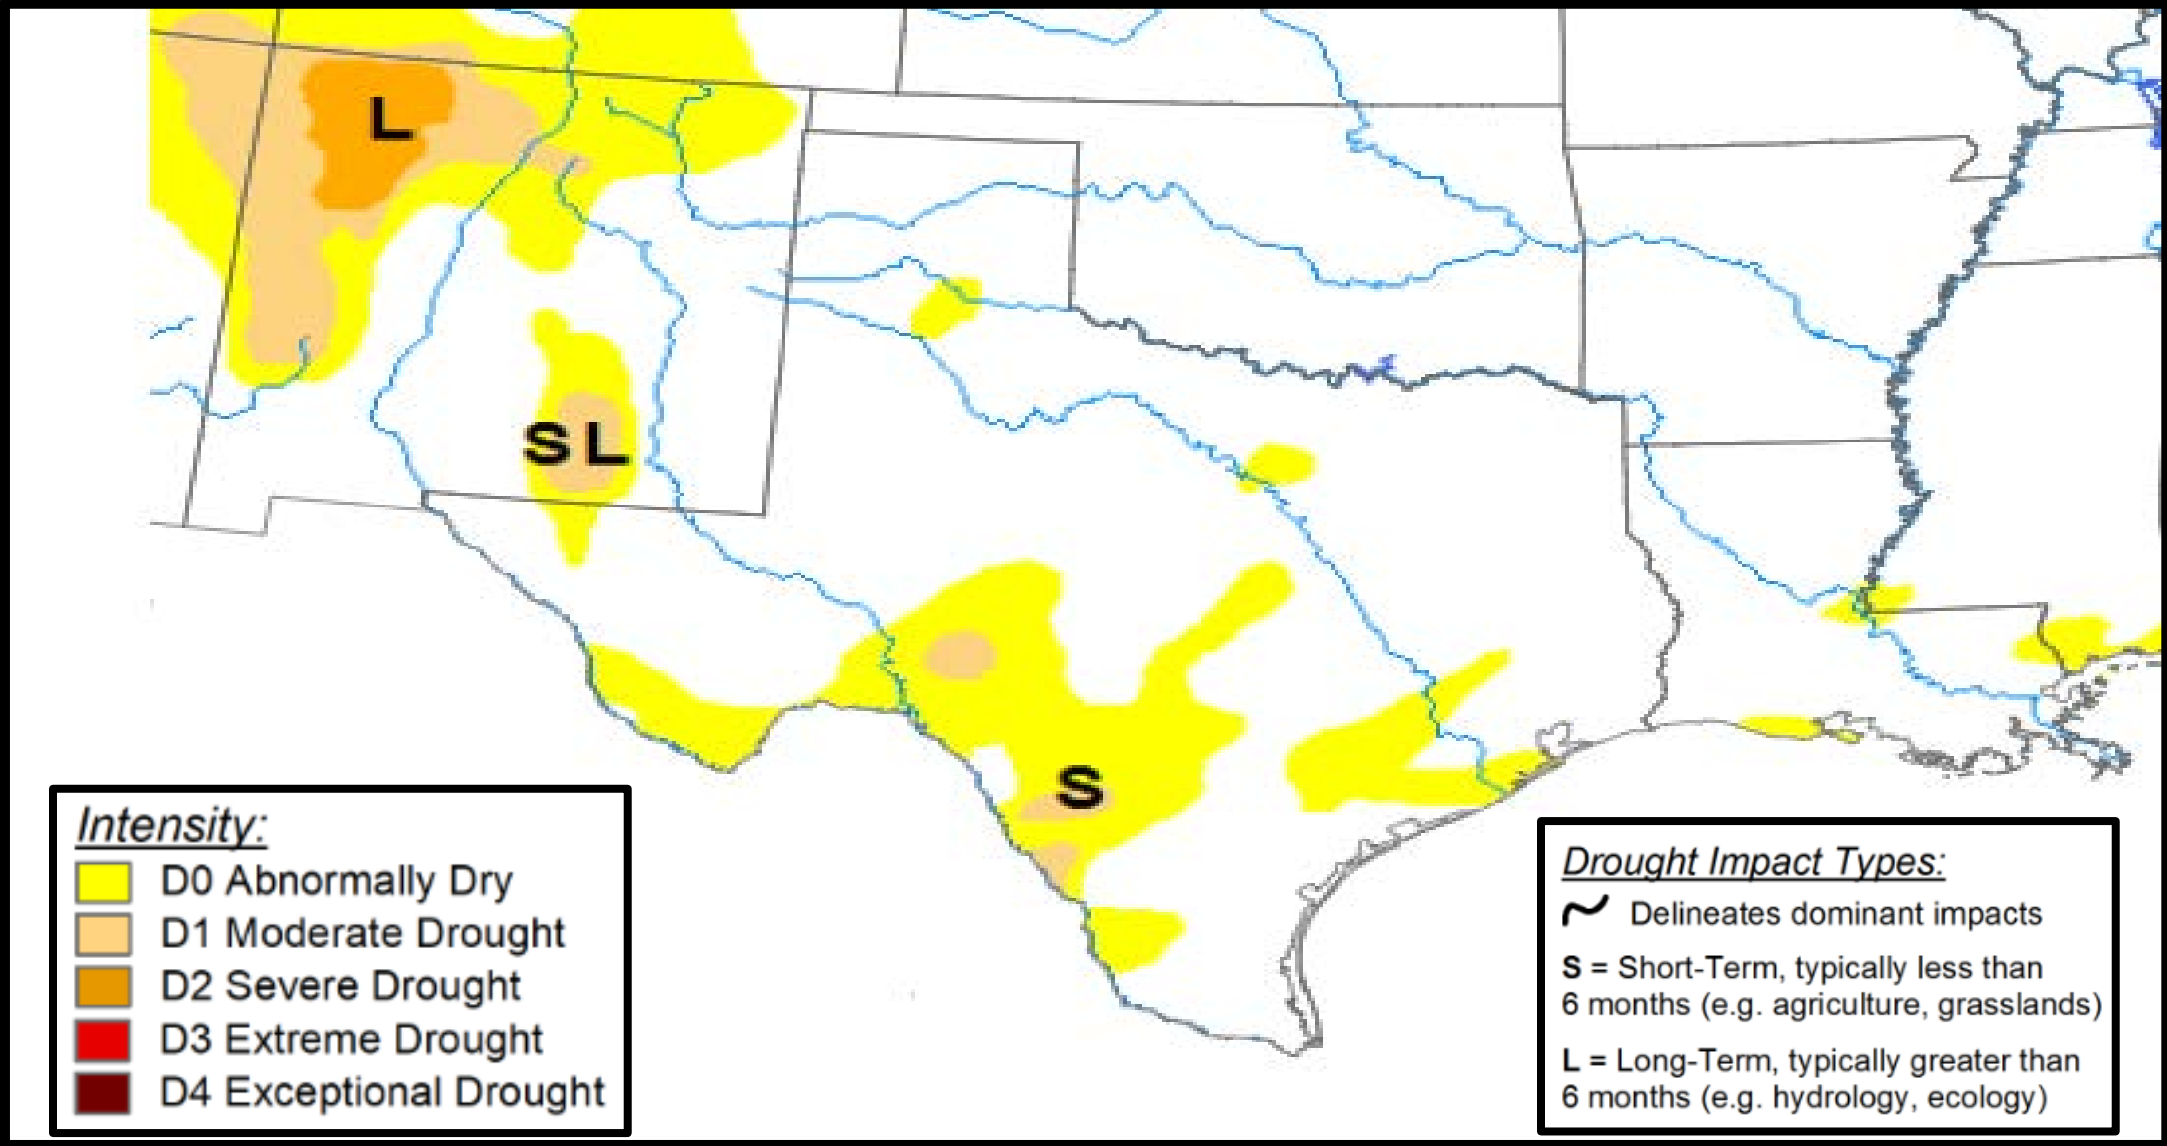 L
S L
S
Intensity:
D0 Abnormally Dry
D1 Moderate Drought
D2 Severe Drought
D3 Extreme Drought
D4 Exceptional Drought
Drought Impact Types:
Delineates dominant impacts
S = Short-Term, typically less than
6 months (e.g. agriculture, grasslands)
L = Long-Term, typically greater than
6 months (e.g. hydrology, ecology)